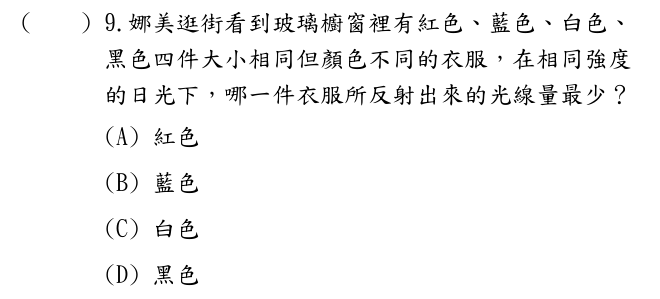 (　　) 9. 娜美逛街看到玻璃櫥窗裡有紅色、藍色、白色、
黑色四件大小相同但顏色不同的衣服，在相同強度
的日光下，哪一件衣服所反射出來的光線量最少？
(A) 紅色
(B) 藍色
(C) 白色
(D) 黑色